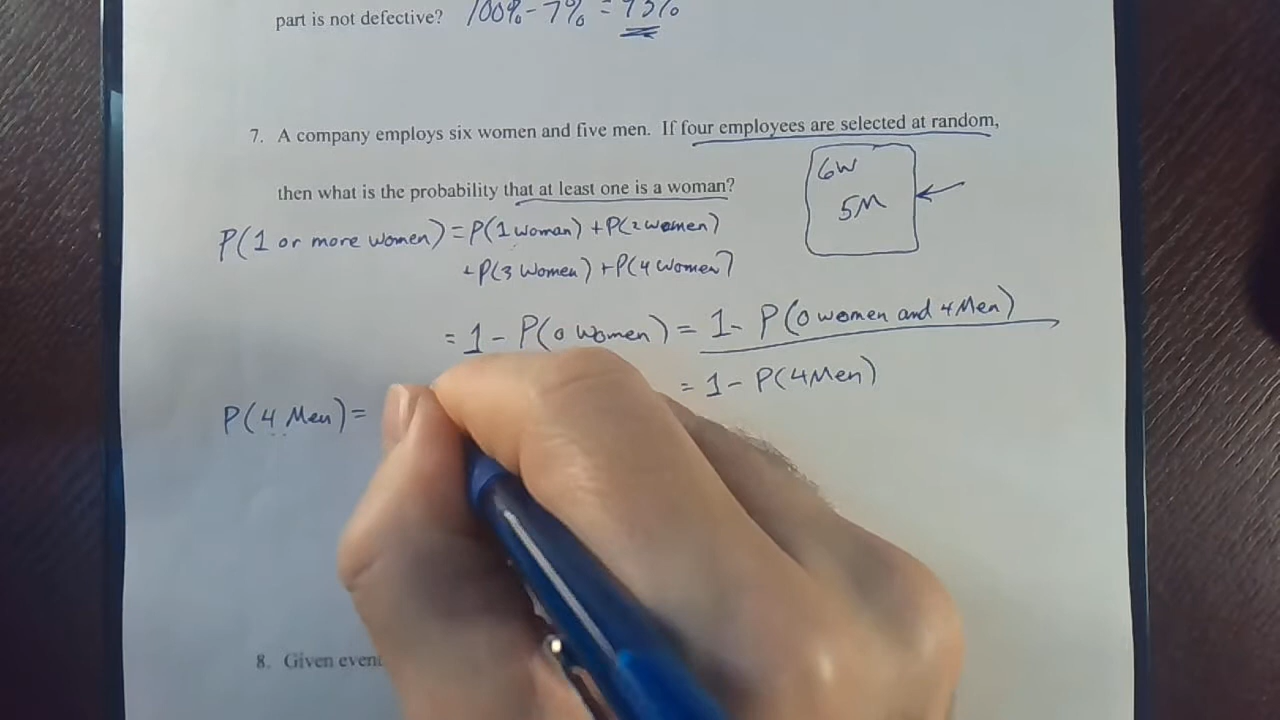 part is not defective? 100% - 7% = 93%
7. A company employs six women and five men. If four employees are selected at random,
6W
then what is the probability that at least one is a woman?
5M
P(1 or more women) = P(1 woman) + P(2 women)
+ P(3 women) + P(4 women)
= 1 - P(0 women) = 1 - P(0 women and 4 Men)
= 1 - P(4 Men)
P(4 Men) =
8. Given